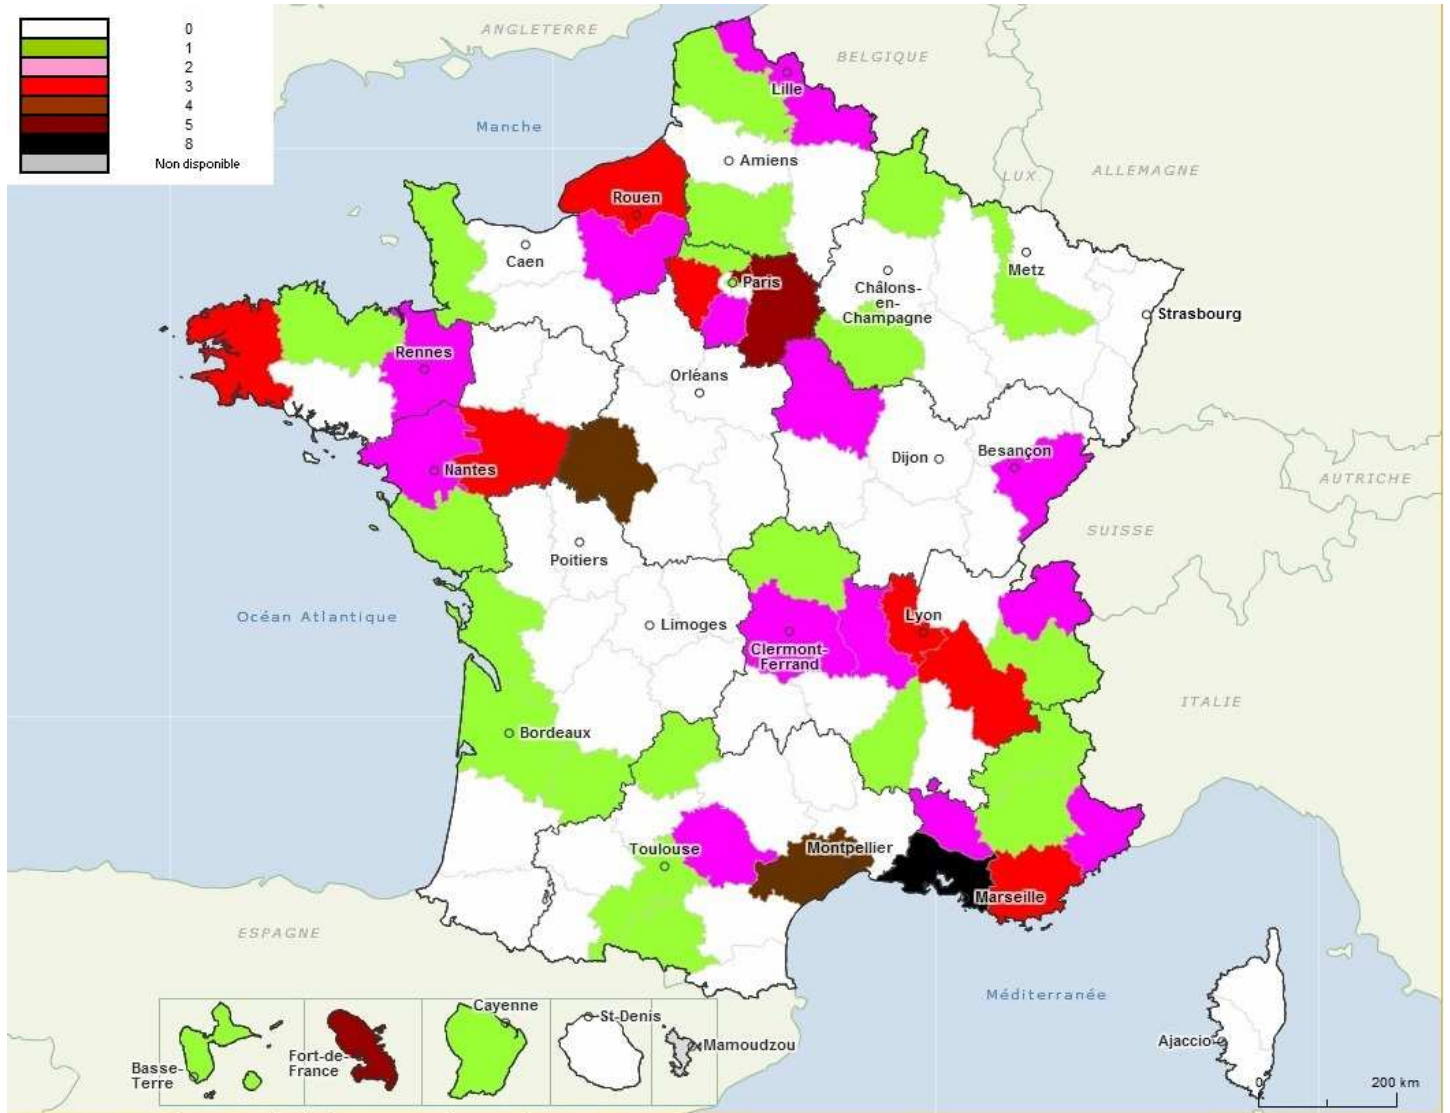 0
1
2
3
4
5
8
Non disponible
ANGLETERRE
BELGIQUE
Lille
Manche
Amiens
LUX.
ALLEMAGNE
Rouen
Caen
Metz
Paris
Châlons-
en-
Champagne
Strasbourg
Rennes
Orléans
Nantes
Dijon
Besançon
AUTRICHE
SUISSE
Poitiers
Océan Atlantique
Limoges
Lyon
Clermont-
Ferrand
ITALIE
Bordeaux
Toulouse
Montpellier
Marseille
ESPAGNE
Méditerranée
Cayenne
St-Denis
Mamoudzou
Fort-de-
France
Basse-
Terre
Ajaccio
0
200 km